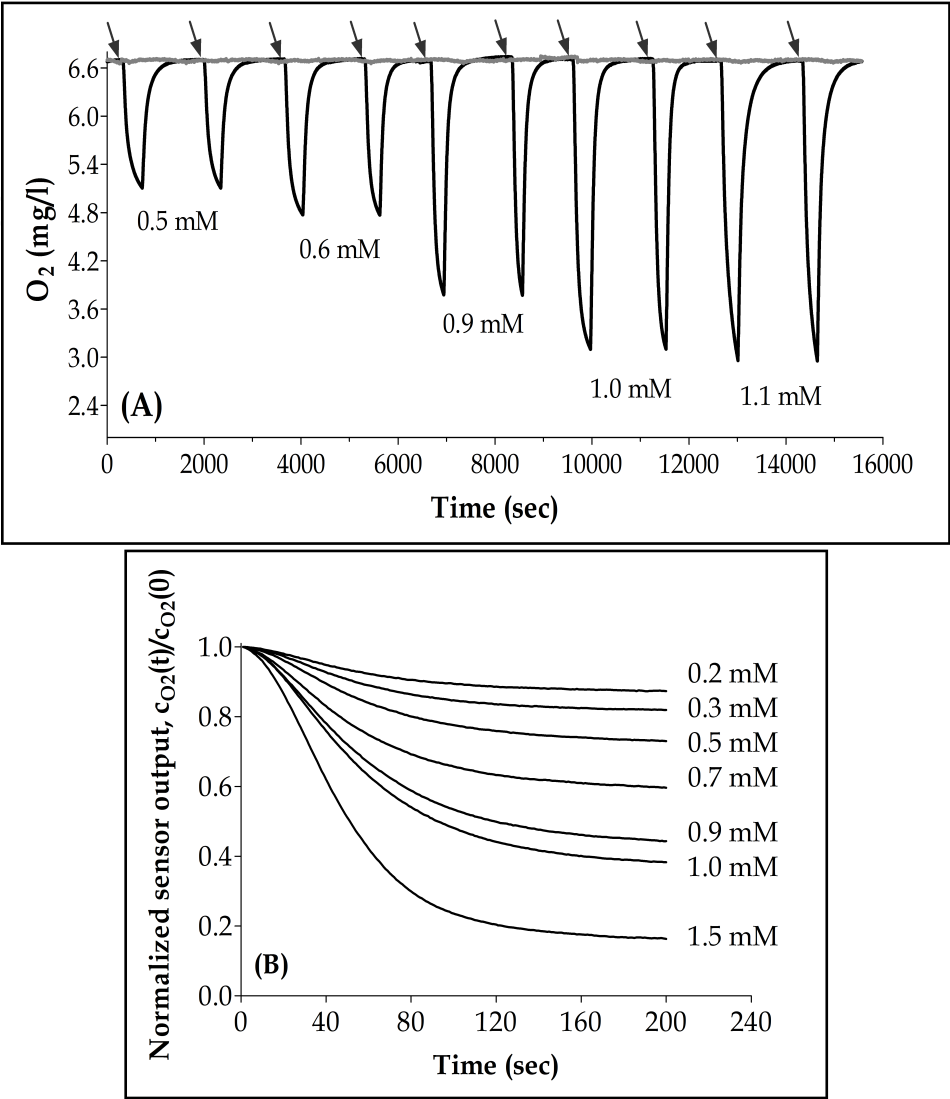 6.6
6.0
5.4
4.8
4.2
3.6
3.0
2.4
O2 (mg/l)
0.5 mM
0.6 mM
0.9 mM
1.0 mM
1.1 mM
(A)
0 2000 4000 6000 8000 10000 12000 14000 16000
Time (sec)
Normalized sensor output, cO2(t)/cO2(0)
1.0
0.8
0.6
0.4
0.2
0.0
0.2 mM
0.3 mM
0.5 mM
0.7 mM
0.9 mM
1.0 mM
1.5 mM
(B)
0 40 80 120 160 200 240
Time (sec)